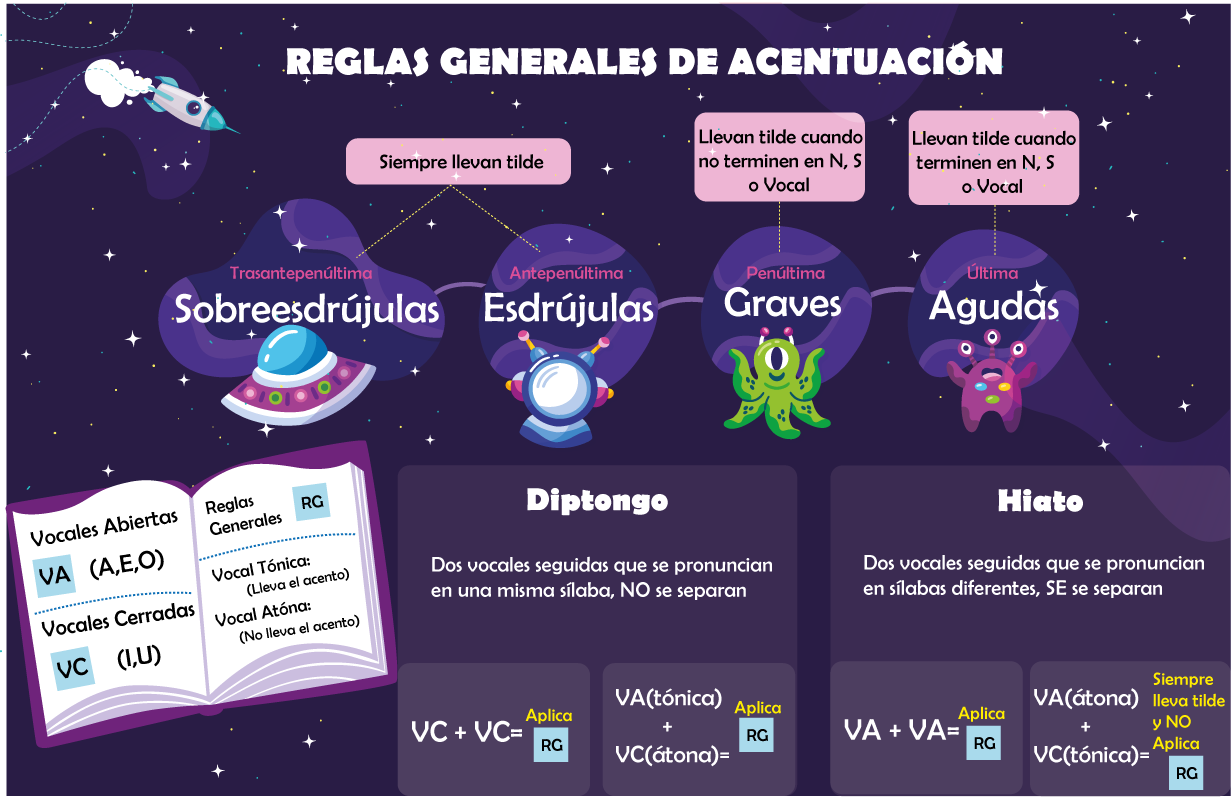 REGLAS GENERALES DE ACENTUACIÓN
Siempre llevan tilde
Llevan tilde cuando
no terminen en N, S
o Vocal
Llevan tilde cuando
terminen en N, S
o Vocal
Trasantepenúltima
Sobreesdrújulas
Antepenúltima
Esdrújulas
Penúltima
Graves
Última
Agudas
Vocales Abiertas
VA (A,E,O)
Vocales Cerradas
VC (I,U)
Reglas
Generales
RG
Vocal Tónica:
(Lleva el acento)
Vocal Atóna:
(No lleva el acento)
Diptongo
Dos vocales seguidas que se pronuncian
en una misma sílaba, NO se separan
VC + VC=
Aplica
RG
VA(tónica)
+
VC(átona)=
Aplica
RG
Hiato
Dos vocales seguidas que se pronuncian
en sílabas diferentes, SE se separan
VA + VA=
Aplica
RG
VA(átona)
+
VC(tónica)=
Siempre
lleva tilde
y NO
Aplica
RG